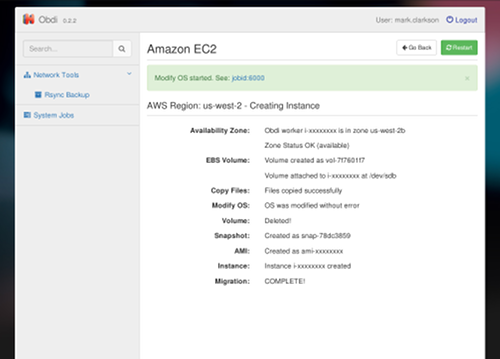 Obdi 0.2.2
User: mark.clarkson Logout
Search...
Network Tools
Rsync Backup
System Jobs
Amazon EC2
Go Back
Restart
Modify OS started. See: jobid:6000 ×
AWS Region: us-west-2 - Creating Instance
Availability Zone: Obdi worker i-xxxxxxxx is in zone us-west-2b
Zone Status OK (available)
EBS Volume: Volume created as vol-7f7601f7
Volume attached to i-xxxxxxxx at /dev/sdb
Copy Files: Files copied successfully
Modify OS: OS was modified without error
Volume: Deleted!
Snapshot: Created as snap-78dc3859
AMI: Created as ami-xxxxxxxx
Instance: Instance i-xxxxxxxx created
Migration: COMPLETE!